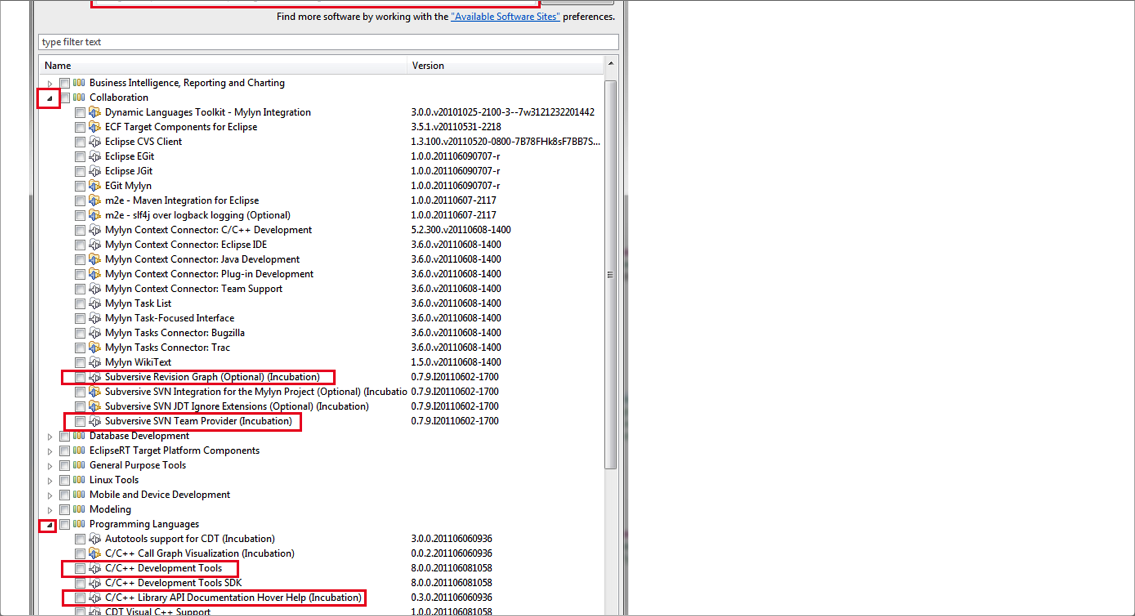 Find more software by working with the "Available Software Sites" preferences.
type filter text
Name Version
Business Intelligence, Reporting and Charting
Collaboration
Dynamic Languages Toolkit - Mylyn Integration 3.0.0.v20101025-2100-3--7w3121232201442
ECF Target Components for Eclipse 3.5.1.v20110531-2218
Eclipse CVS Client 1.3.100.v20110520-0800-7B78FHk8sF7BB7S...
Eclipse EGit 1.0.0.201106090707-r
Eclipse JGit 1.0.0.201106090707-r
EGit Mylyn 1.0.0.201106090707-r
m2e - Maven Integration for Eclipse 1.0.0.20110607-2117
m2e - slf4j over logback logging (Optional) 1.0.0.20110607-2117
Mylyn Context Connector: C/C++ Development 5.2.300.v20110608-1400
Mylyn Context Connector: Eclipse IDE 3.6.0.v20110608-1400
Mylyn Context Connector: Java Development 3.6.0.v20110608-1400
Mylyn Context Connector: Plug-in Development 3.6.0.v20110608-1400
Mylyn Context Connector: Team Support 3.6.0.v20110608-1400
Mylyn Task List 3.6.0.v20110608-1400
Mylyn Task-Focused Interface 3.6.0.v20110608-1400
Mylyn Tasks Connector: Bugzilla 3.6.0.v20110608-1400
Mylyn Tasks Connector: Trac 3.6.0.v20110608-1400
Mylyn WikiText 1.5.0.v20110608-1400
Subversive Revision Graph (Optional) (Incubation) 0.7.9.I20110602-1700
Subversive SVN Integration for the Mylyn Project (Optional) (Incubatio 0.7.9.I20110602-1700
Subversive SVN JDT Ignore Extensions (Optional) (Incubation) 0.7.9.I20110602-1700
Subversive SVN Team Provider (Incubation) 0.7.9.I20110602-1700
Database Development
EclipseRT Target Platform Components
General Purpose Tools
Linux Tools
Mobile and Device Development
Modeling
Programming Languages
Autotools support for CDT (Incubation) 3.0.0.201106060936
C/C++ Call Graph Visualization (Incubation) 0.0.2.201106060936
C/C++ Development Tools 8.0.0.201106081058
C/C++ Development Tools SDK 8.0.0.201106081058
C/C++ Library API Documentation Hover Help (Incubation) 0.3.0.201106060936
CDT Visual C++ Support 1.0.0.201106081058